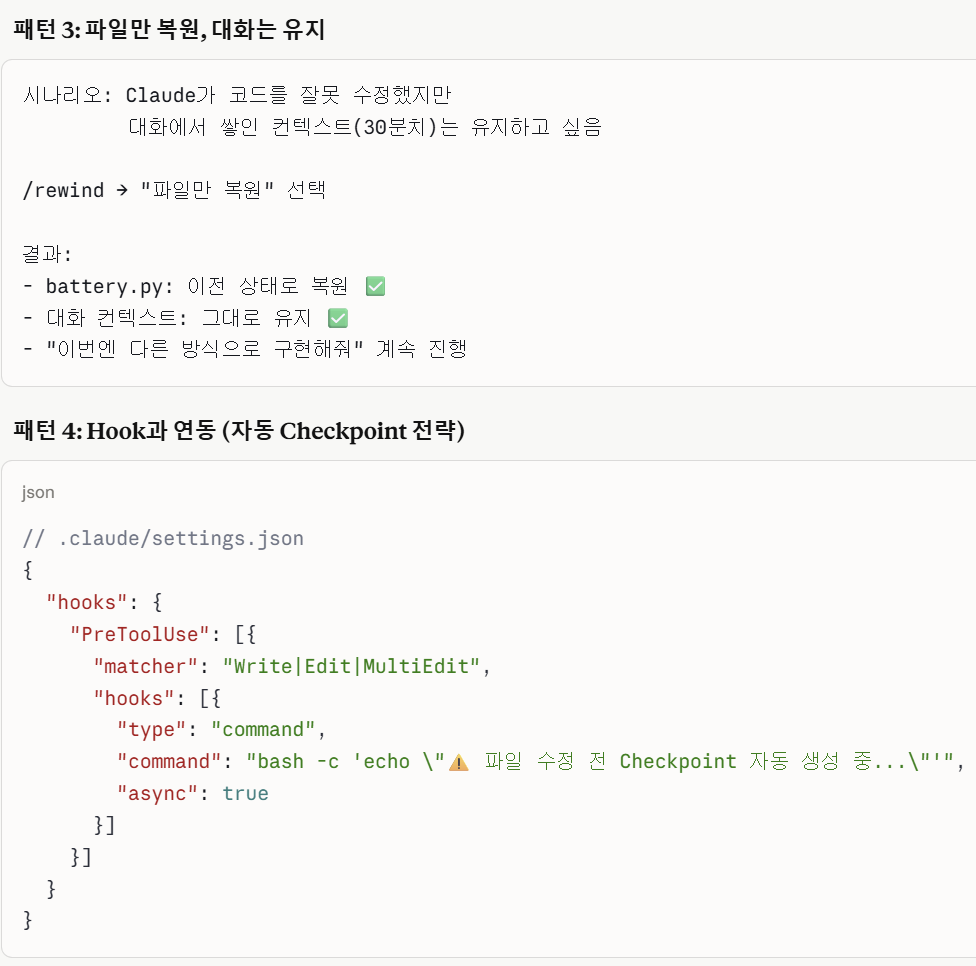 패턴 3: 파일만 복원, 대화는 유지
시나리오: Claude가 코드를 잘못 수정했지만
대화에서 쌓인 컨텍스트(30분치)는 유지하고 싶음
/rewind → "파일만 복원" 선택
결과:
- battery.py: 이전 상태로 복원 ✅
- 대화 컨텍스트: 그대로 유지 ✅
- "이번엔 다른 방식으로 구현해줘" 계속 진행
패턴 4: Hook과 연동 (자동 Checkpoint 전략)
json
// .claude/settings.json
{
  "hooks": {
    "PreToolUse": [{
      "matcher": "Write|Edit|MultiEdit",
      "hooks": [{
        "type": "command",
        "command": "bash -c 'echo \"⚠️ 파일 수정 전 Checkpoint 자동 생성 중...\"'",
        "async": true
      }]
    }]
  }
}